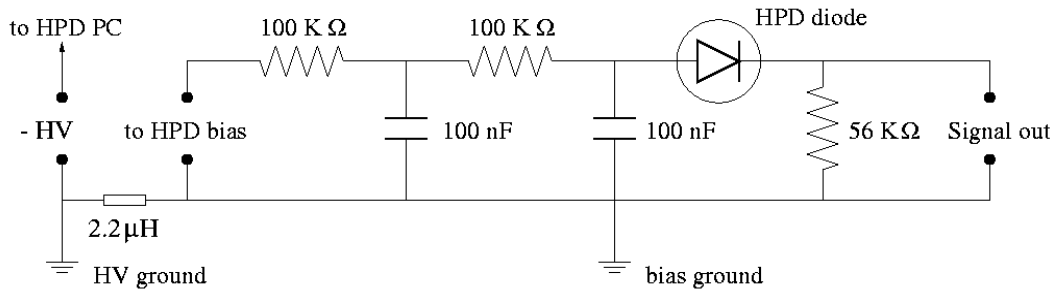 to HPD PC
100 K Ω
100 K Ω
HPD diode
- HV
to HPD bias
100 nF
100 nF
56 KΩ
Signal out
2.2μH
HV ground
bias ground